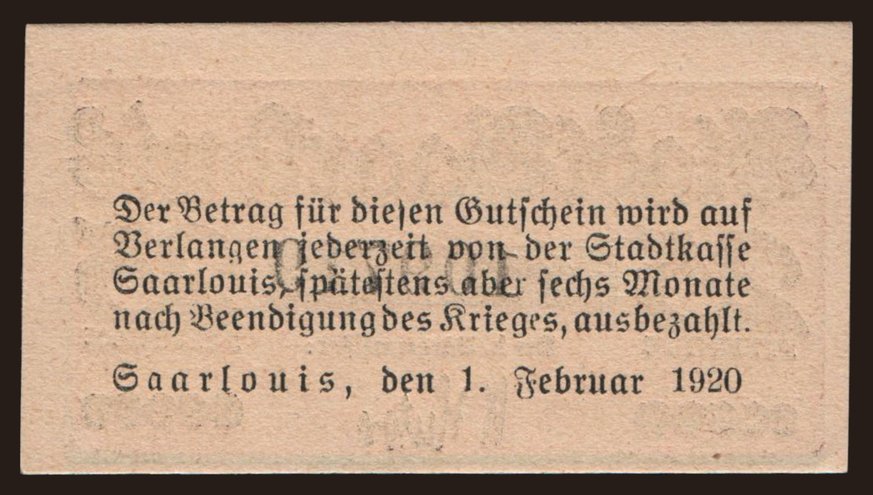 Der Betrag für diesen Gutschein wird auf
Verlangen jederzeit von der Stadtkasse
Saarlouis, spätestens aber sechs Monate
nach Beendigung des Krieges, ausbezahlt.
Saarlouis, den 1. Februar 1920